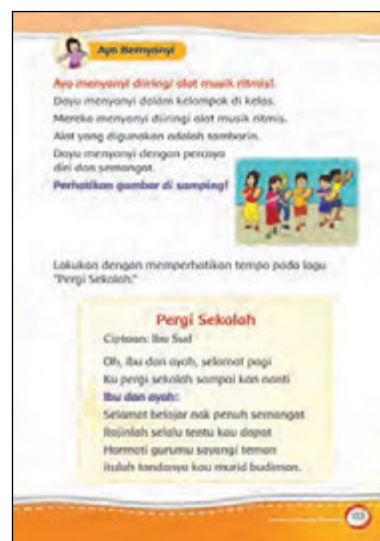 Ayo Bernyanyi
Ayo menyanyi diiringi alat musik ritmis!
Dayu menyanyi dalam kelompok di kelas.
Mereka menyanyi diiringi alat musik ritmis.
Alat yang digunakan adalah tamborin.
Dayu menyanyi dengan percaya
diri dan semangat.
Perhatikan gambar di samping!
Lakukan dengan memperhatikan tempo pada lagu
"Pergi Sekolah."
Pergi Sekolah
Ciptaan: Ibu Sud
Oh, ibu dan ayah, selamat pagi
Ku pergi sekolah sampai kan nanti
Ibu dan ayah:
Selamat belajar nak penuh semangat
Rajinlah selalu tentu kau dapat
Hormati gurumu sayangi teman
itulah tandanya kau murid budiman.